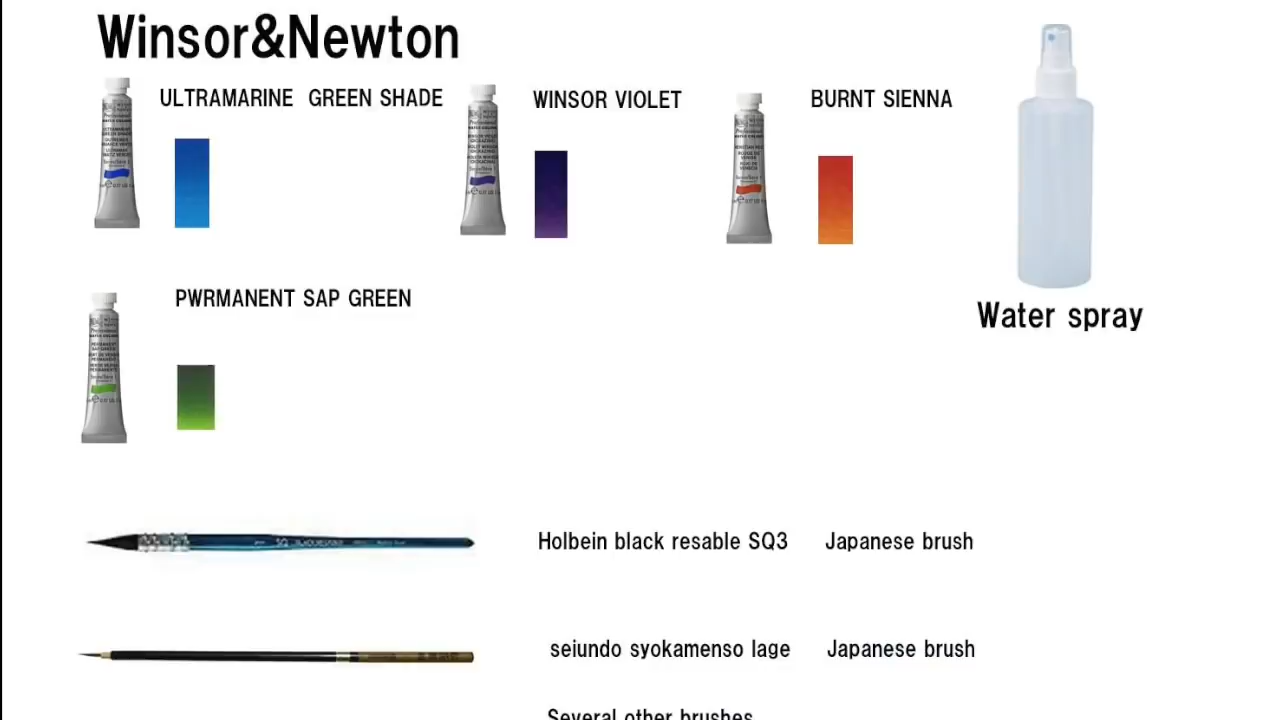 Winsor&Newton
ULTRAMARINE GREEN SHADE
WINSOR VIOLET
BURNT SIENNA
PWRMANENT SAP GREEN
Water spray
Holbein black resable SQ3 Japanese brush
seiundo syokamenso lage Japanese brush
Several other brushes